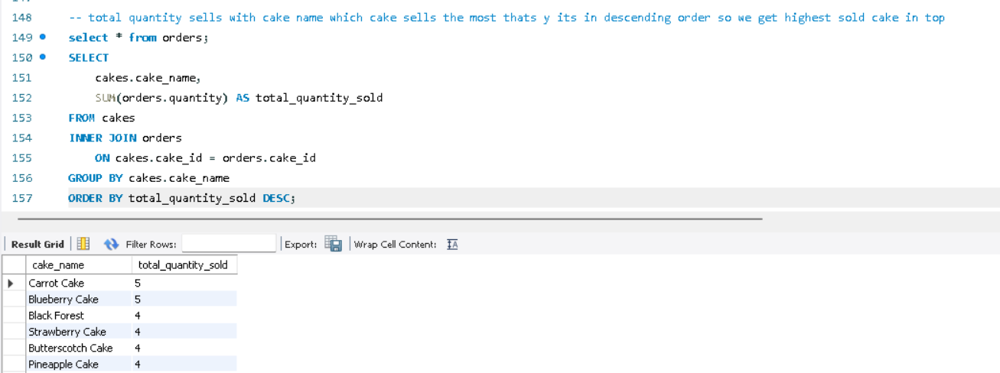 148 -- total quantity sells with cake name which cake sells the most thats y its in descending order so we get highest sold cake in top
149 select * from orders;
150 SELECT
151 cakes.cake_name,
152 SUM(orders.quantity) AS total_quantity_sold
153 FROM cakes
154 INNER JOIN orders
155 ON cakes.cake_id = orders.cake_id
156 GROUP BY cakes.cake_name
157 ORDER BY total_quantity_sold DESC;
Result Grid Filter Rows: Export: Wrap Cell Content:
cake_name total_quantity_sold
Carrot Cake 5
Blueberry Cake 5
Black Forest 4
Strawberry Cake 4
Butterscotch Cake 4
Pineapple Cake 4